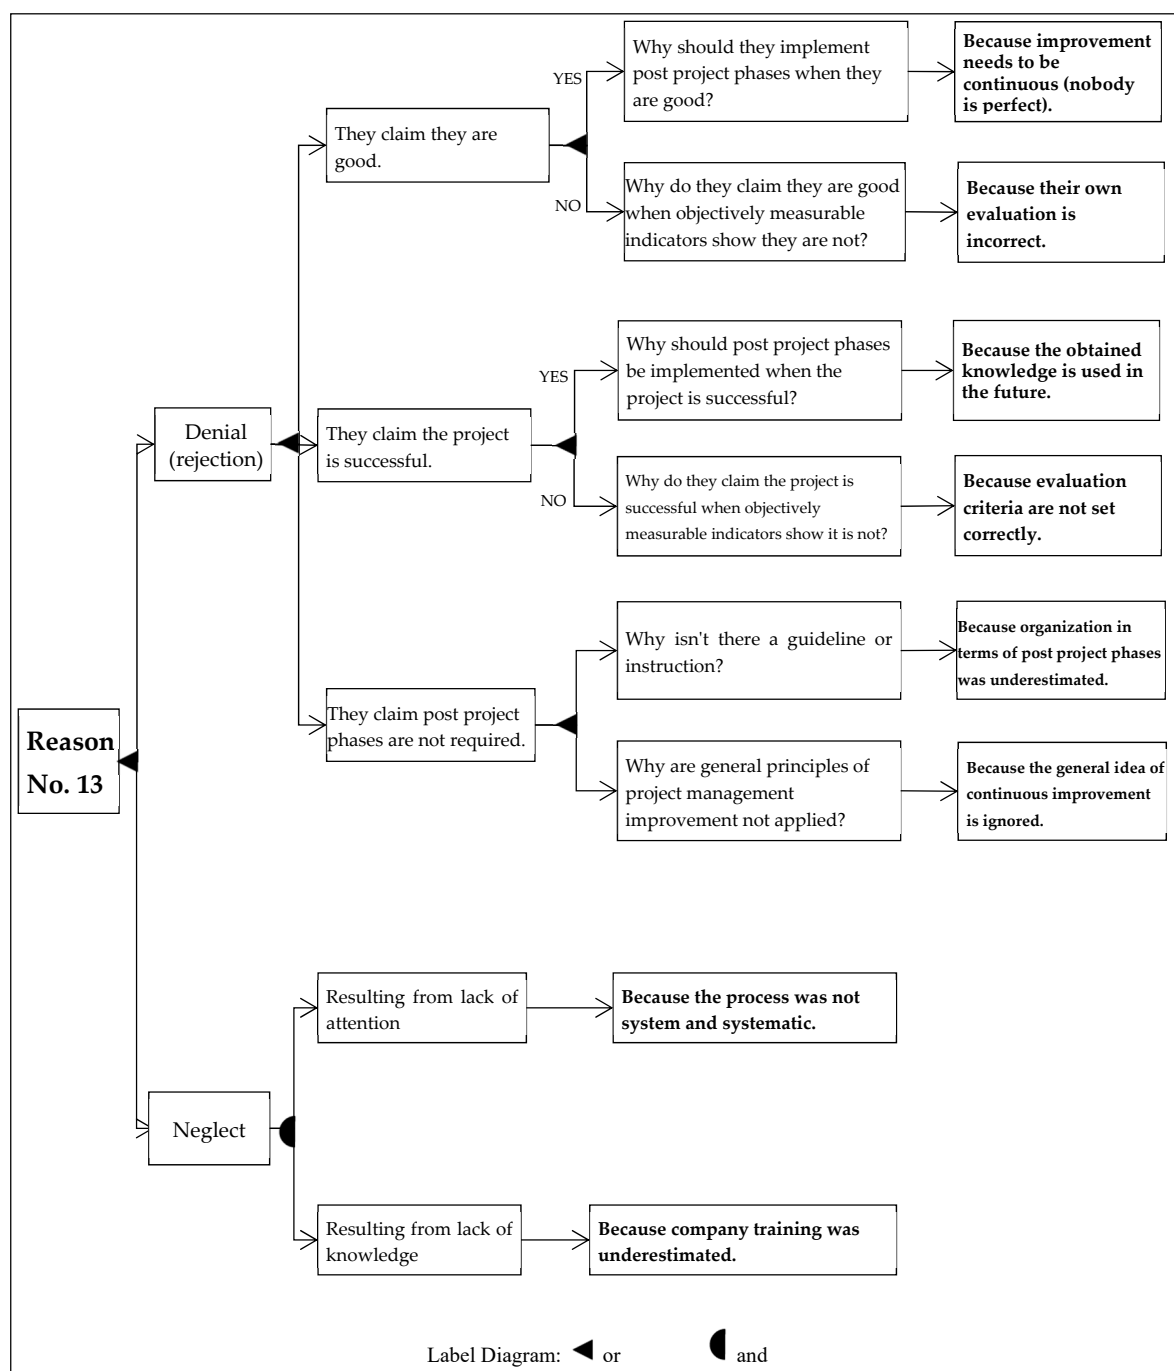 Why should they implement
post project phases when they
are good?
Because improvement
needs to be
continuous (nobody
is perfect).
YES
They claim they are
good.
NO
Why do they claim they are good
when objectively measurable
indicators show they are not?
Because their own
evaluation is
incorrect.
Why should post project phases
be implemented when the
project is successful?
Because the obtained
knowledge is used in
the future.
YES
Denial
(rejection)
They claim the project
is successful.
NO
Why do they claim the project is
successful when objectively
measurable indicators show it is not?
Because evaluation
criteria are not set
correctly.
Why isn't there a guideline or
instruction?
Because organization in
terms of post project phases
was underestimated.
They claim post project
phases are not required.
Reason
No. 13
Why are general principles of
project management
improvement not applied?
Because the general idea of
continuous improvement
is ignored.
Resulting from lack of
attention
Because the process was not
system and systematic.
Neglect
Resulting from lack of
knowledge
Because company training was
underestimated.
Label Diagram: or and